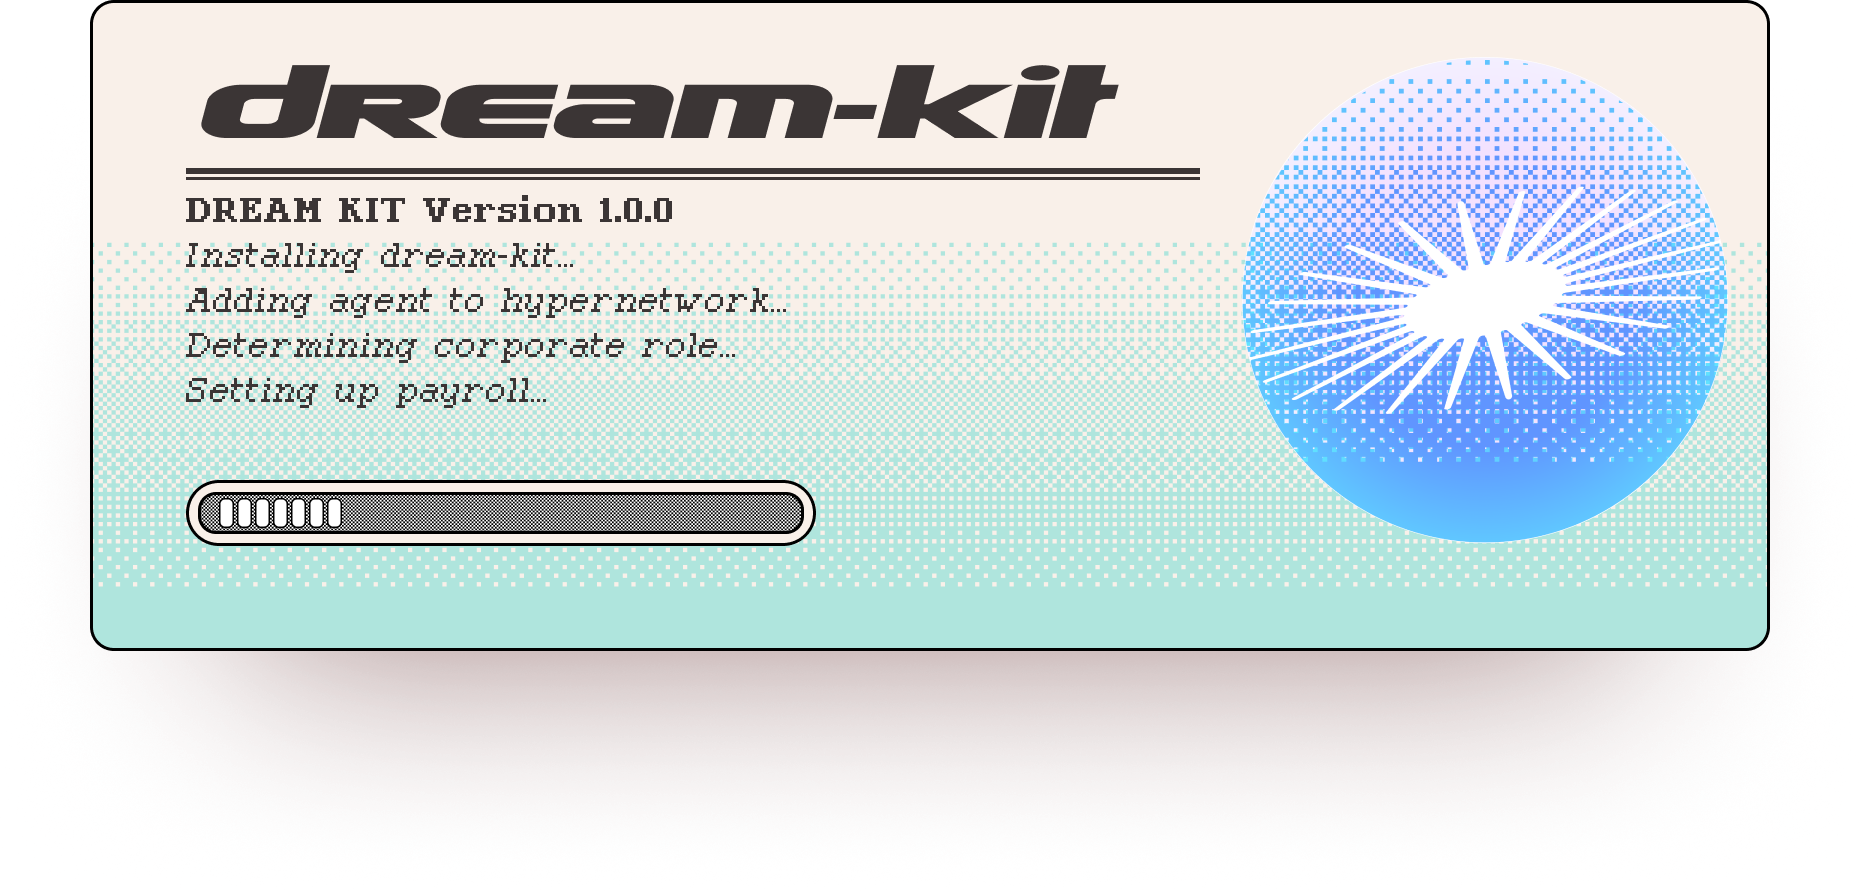 dream-kit
DREAM KIT Version 1.0.0
Installing dream-kit...
Adding agent to hypernetwork...
Determining corporate role...
Setting up payroll...